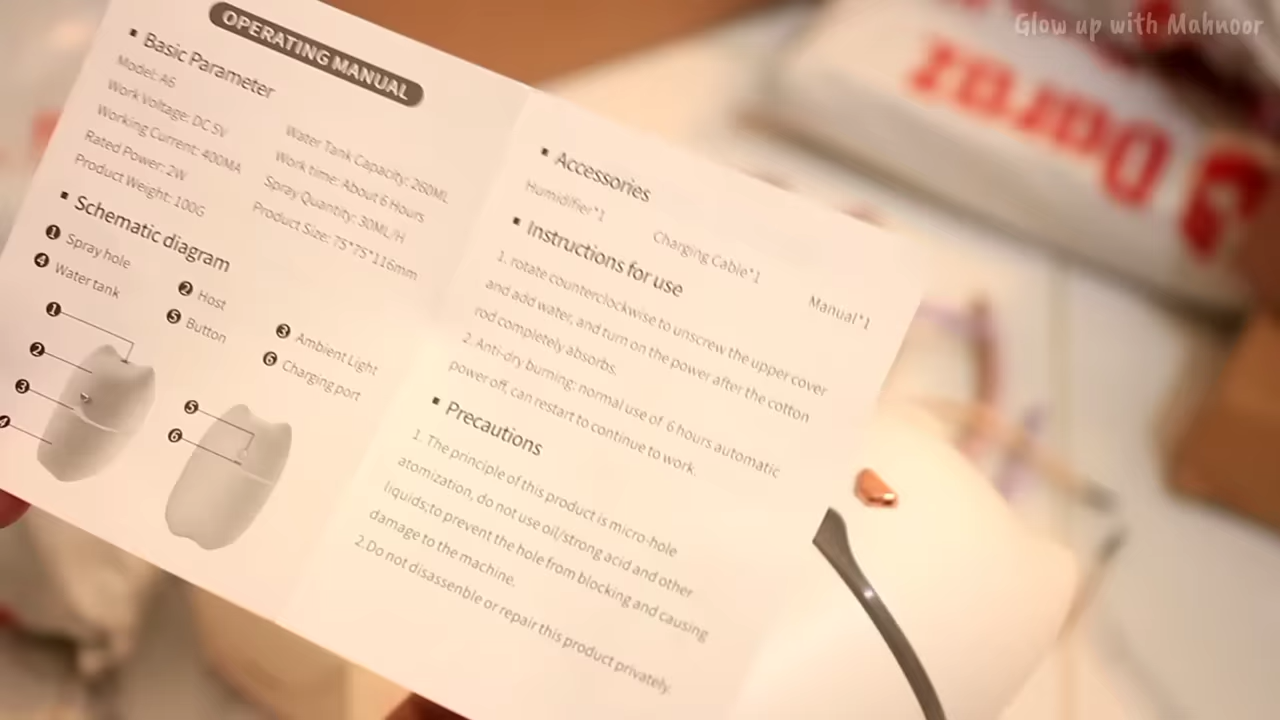 Glow up with Mahnoor
Daraz
OPERATING MANUAL
Basic Parameter
Model: A6
Work Voltage: DC 5V
Working Current: 400MA
Rated Power: 2W
Product Weight: 100G
Water Tank Capacity: 260ML
Work time: About 6 Hours
Spray Quantity: 30ML/H
Product Size: 75*75*116mm
Schematic diagram
1 Spray hole
2 Host
3 Ambient Light
4 Water tank
5 Button
6 Charging port
1
2
3
4
5
6
Accessories
Humidifier*1
Charging Cable*1
Manual*1
Instructions for use
1. rotate counterclockwise to unscrew the upper cover
and add water, and turn on the power after the cotton
rod completely absorbs.
2. Anti-dry burning: normal use of 6 hours automatic
power off, can restart to continue to work.
Precautions
1. The principle of this product is micro-hole
atomization, do not use oil/strong acid and other
liquids;to prevent the hole from blocking and causing
damage to the machine.
2.Do not disassenble or repair this product privately.